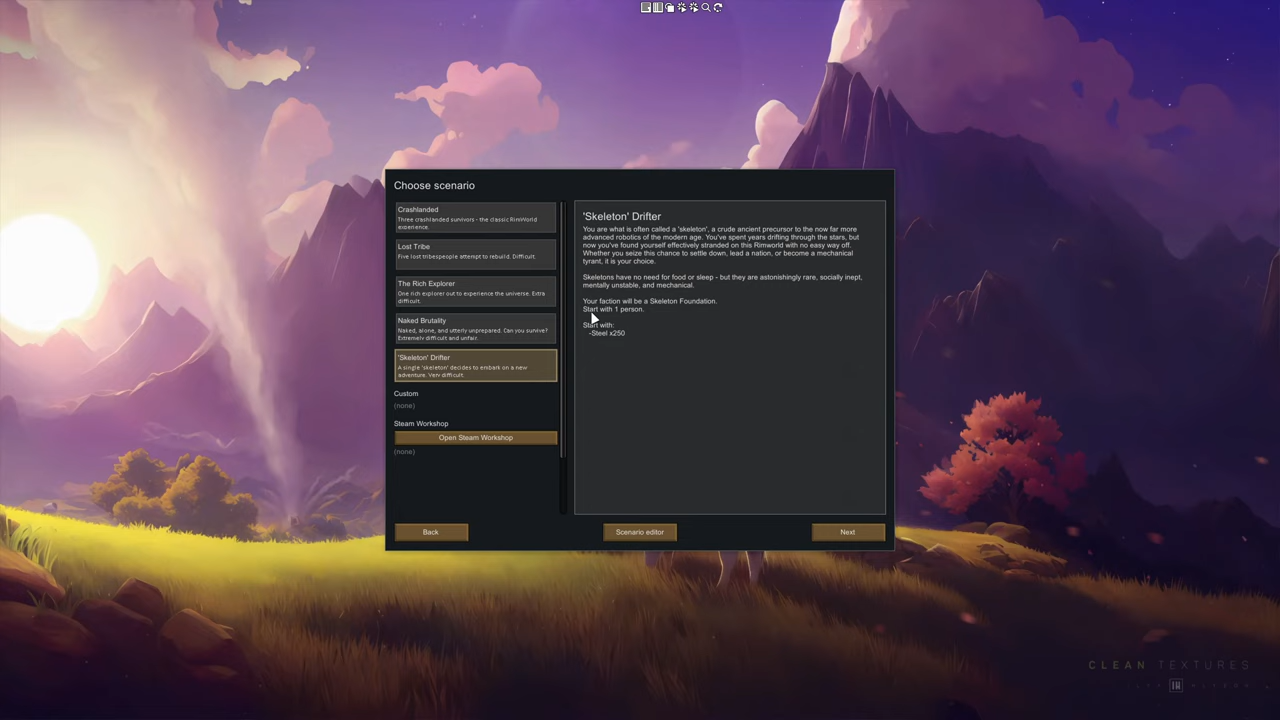 Choose scenario
Crashlanded
Three crashlanded survivors - the classic RimWorld
experience.
Lost Tribe
Five lost tribespeople attempt to rebuild. Difficult.
The Rich Explorer
One rich explorer out to experience the universe. Extra
difficult.
Naked Brutality
Naked, alone, and utterly unprepared. Can you survive?
Extremely difficult and unfair.
'Skeleton' Drifter
A single 'skeleton' decides to embark on a new
adventure. Very difficult.
Custom
(none)
Steam Workshop
Open Steam Workshop
(none)
'Skeleton' Drifter
You are what is often called a 'skeleton', a crude ancient precursor to the now far more
advanced robotics of the modern age. You've spent years drifting through the stars, but
now you've found yourself effectively stranded on this Rimworld with no easy way off.
Whether you seize this chance to settle down, lead a nation, or become a mechanical
tyrant, it is your choice.
Skeletons have no need for food or sleep - but they are astonishingly rare, socially inept,
mentally unstable, and mechanical.
Your faction will be a Skeleton Foundation.
Start with 1 person.
Start with:
-Steel x250
Back
Scenario editor
Next
CLEAN TEXTURES